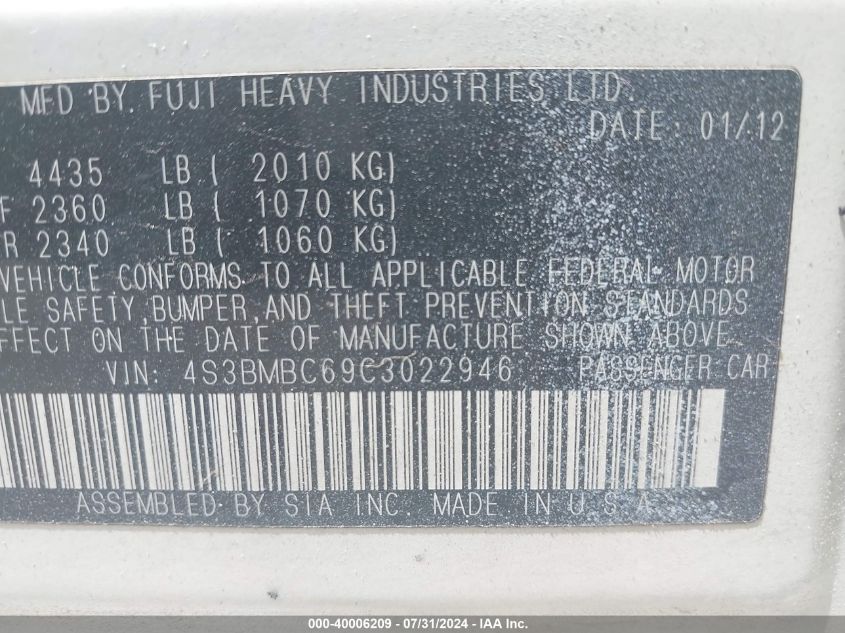 MFD BY. FUJI HEAVY INDUSTRIES LTD.
DATE: 01/12
4435 LB ( 2010 KG)
F 2360 LB ( 1070 KG)
R 2340 LB ( 1060 KG)
VEHICLE CONFORMS TO ALL APPLICABLE FEDERAL MOTOR
LE SAFETY BUMPER, AND THEFT PREVENTION STANDARDS
FFECT ON THE DATE OF MANUFACTURE SHOWN ABOVE
VIN: 4S3BMBC69C3022946 PASSENGER CAR
ASSEMBLED BY SIA INC. MADE IN U.S.A.
000-40006209 - 07/31/2024 - IAA Inc.